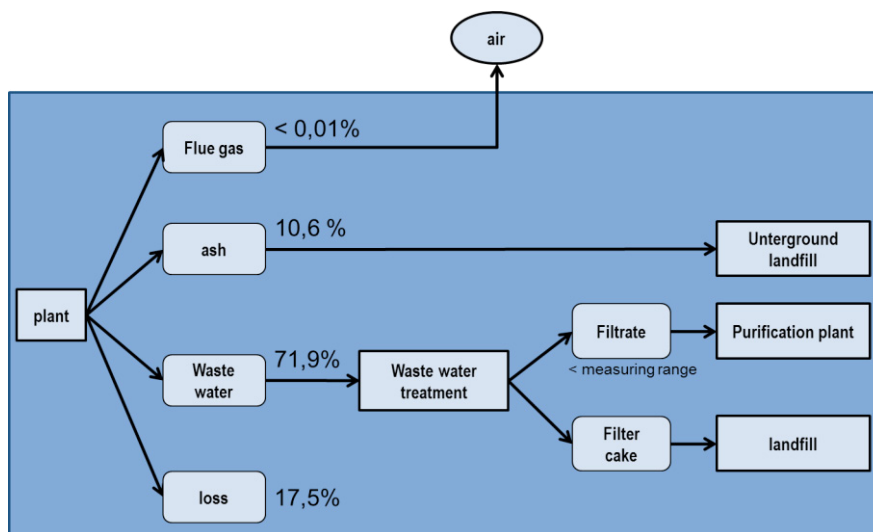 air
Flue gas
< 0,01%
ash
10,6 %
Unterground
landfill
plant
Filtrate
Purification plant
< measuring range
Waste
water
71,9%
Waste water
treatment
Filter
cake
landfill
loss
17,5%